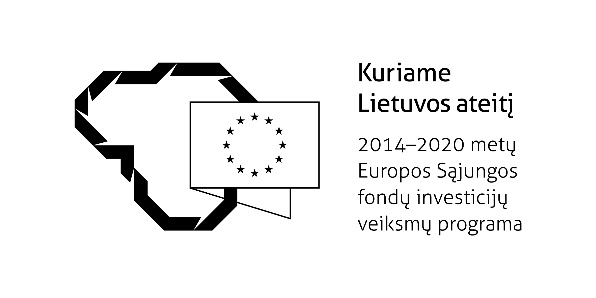 Kuriame
Lietuvos ateitį
2014–2020 metų
Europos Sąjungos
fondų investicijų
veiksmų programa